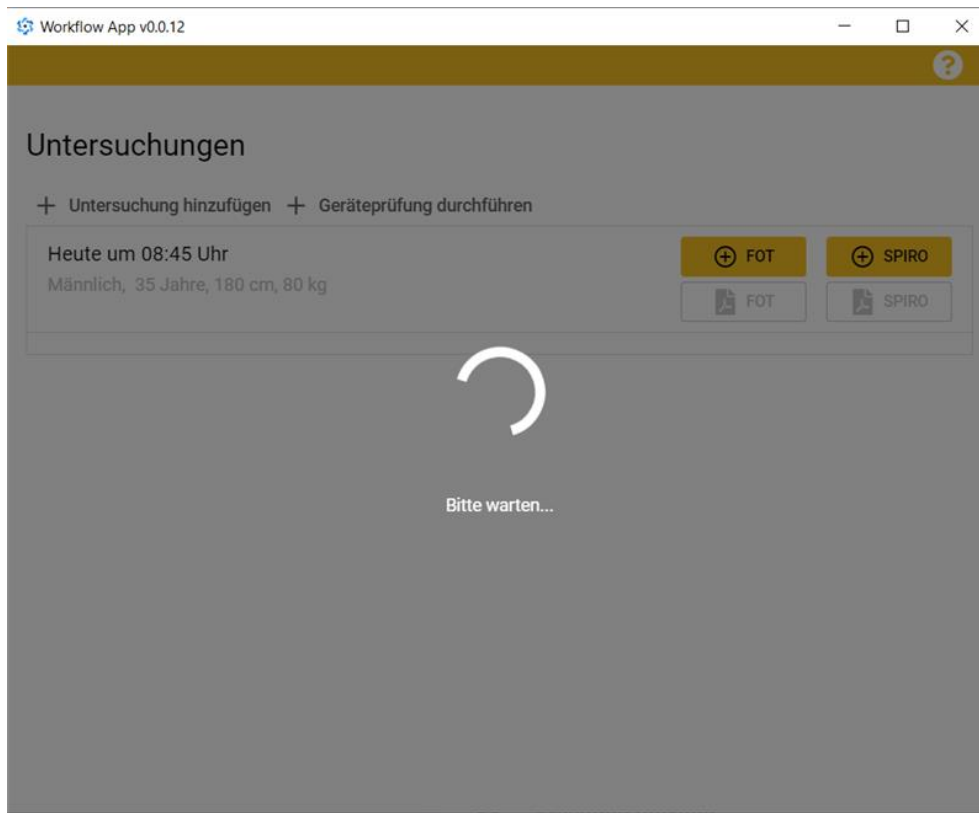 Workflow App v0.0.12
?
Untersuchungen
+ Untersuchung hinzufügen + Geräteprüfung durchführen
Heute um 08:45 Uhr
FOT SPIRO
Männlich, 35 Jahre, 180 cm, 80 kg
FOT SPIRO
Bitte warten...